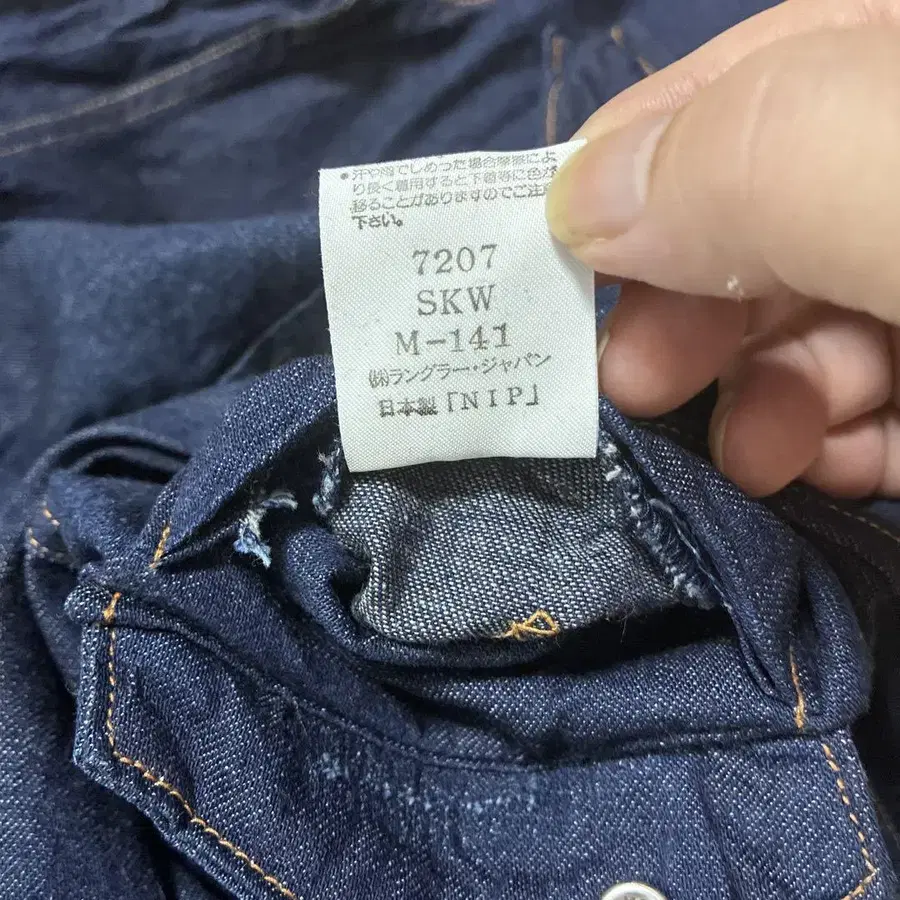 •汗や雨でしめった場合摩擦によ
り長く着用すると下着等に色が
移ることがありますのでご注意
下さい。
7207
SKW
M-141
㈱ラングラー・ジャパン
日本製「NIP」